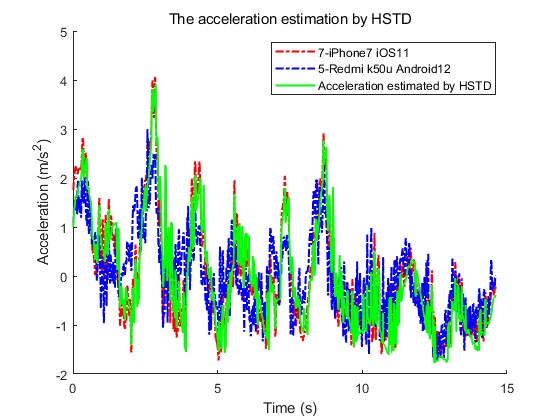 The acceleration estimation by HSTD
7-iPhone7 iOS11
5-Redmi k50u Android12
Acceleration estimated by HSTD
Acceleration (m/s²)
5
4
3
2
1
0
-1
-2
0 5 10 15
Time (s)